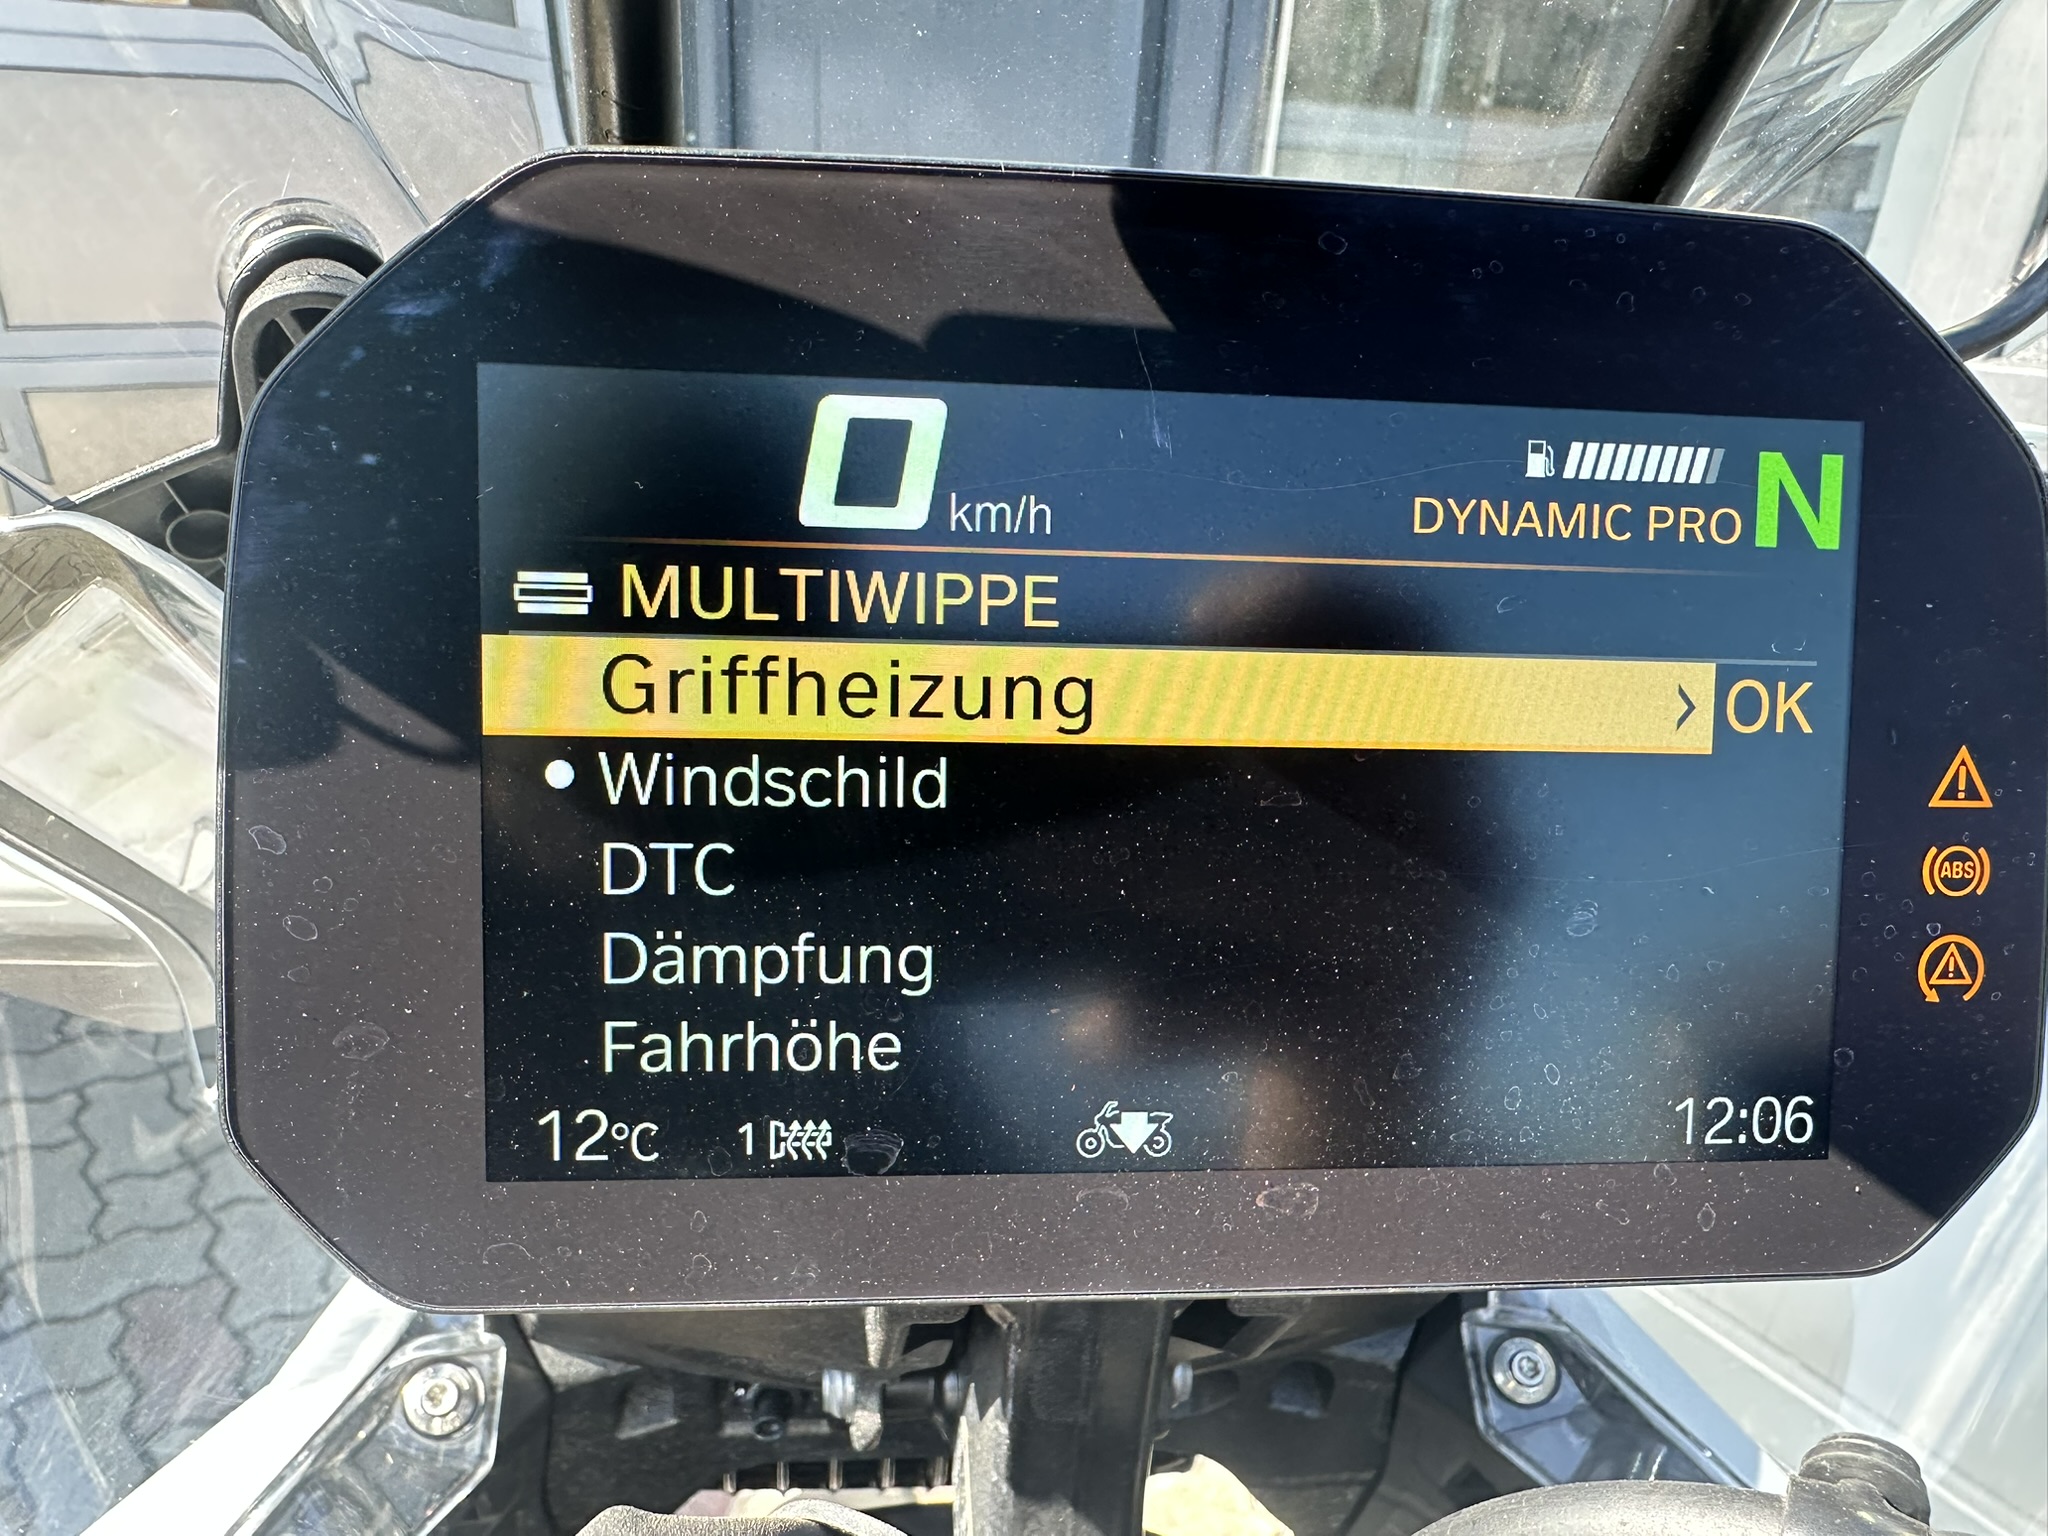 0 km/h
DYNAMIC PRO N
MULTIWIPPE
Griffheizung > OK
Windschild
DTC
Dämpfung
Fahrhöhe
ABS
12°C 1 12:06